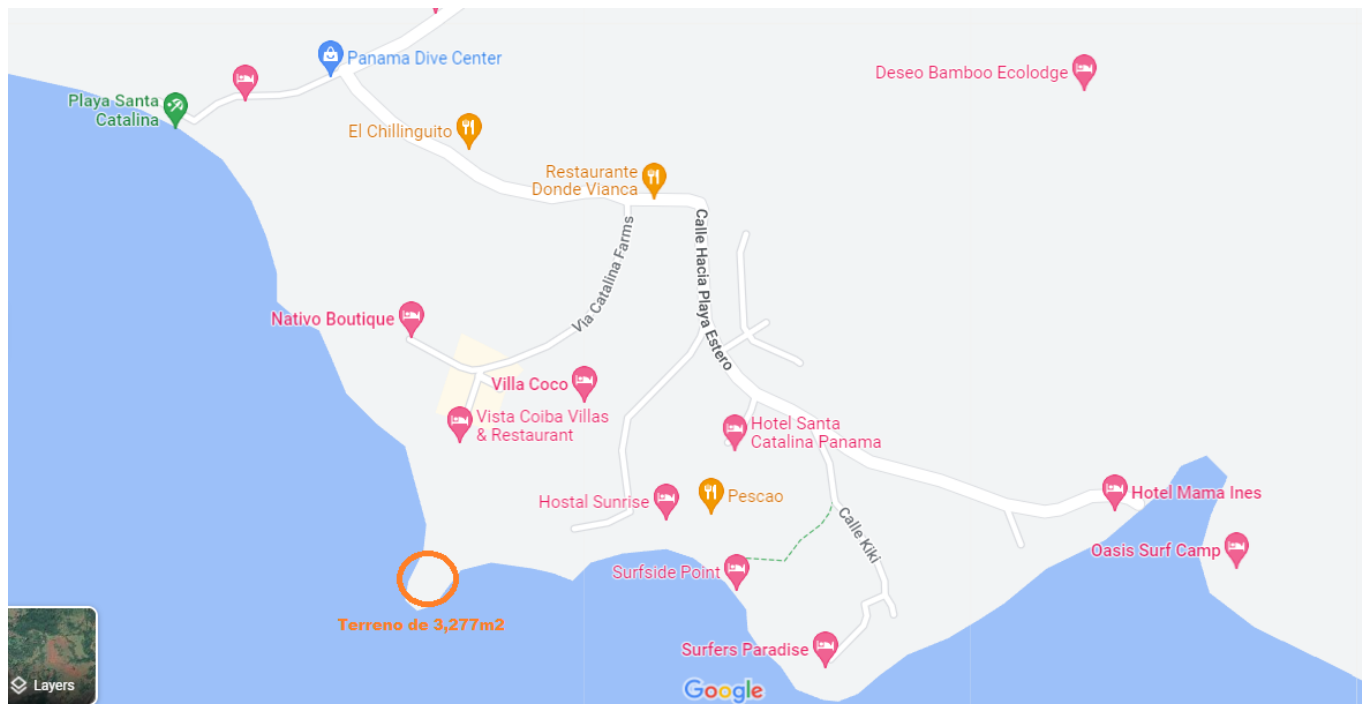 Panama Dive Center
Deseo Bamboo Ecolodge
Playa Santa
Catalina
El Chillinguito
Restaurante
Donde Vianca
Calle Hacia Playa Estero
Via Catalina Farms
Nativo Boutique
Villa Coco
Vista Coiba Villas
& Restaurant
Hotel Santa
Catalina Panama
Hostal Sunrise
Pescao
Hotel Mama Ines
Calle Kiki
Oasis Surf Camp
Surfside Point
Terreno de 3,277m2
Surfers Paradise
Layers
Google